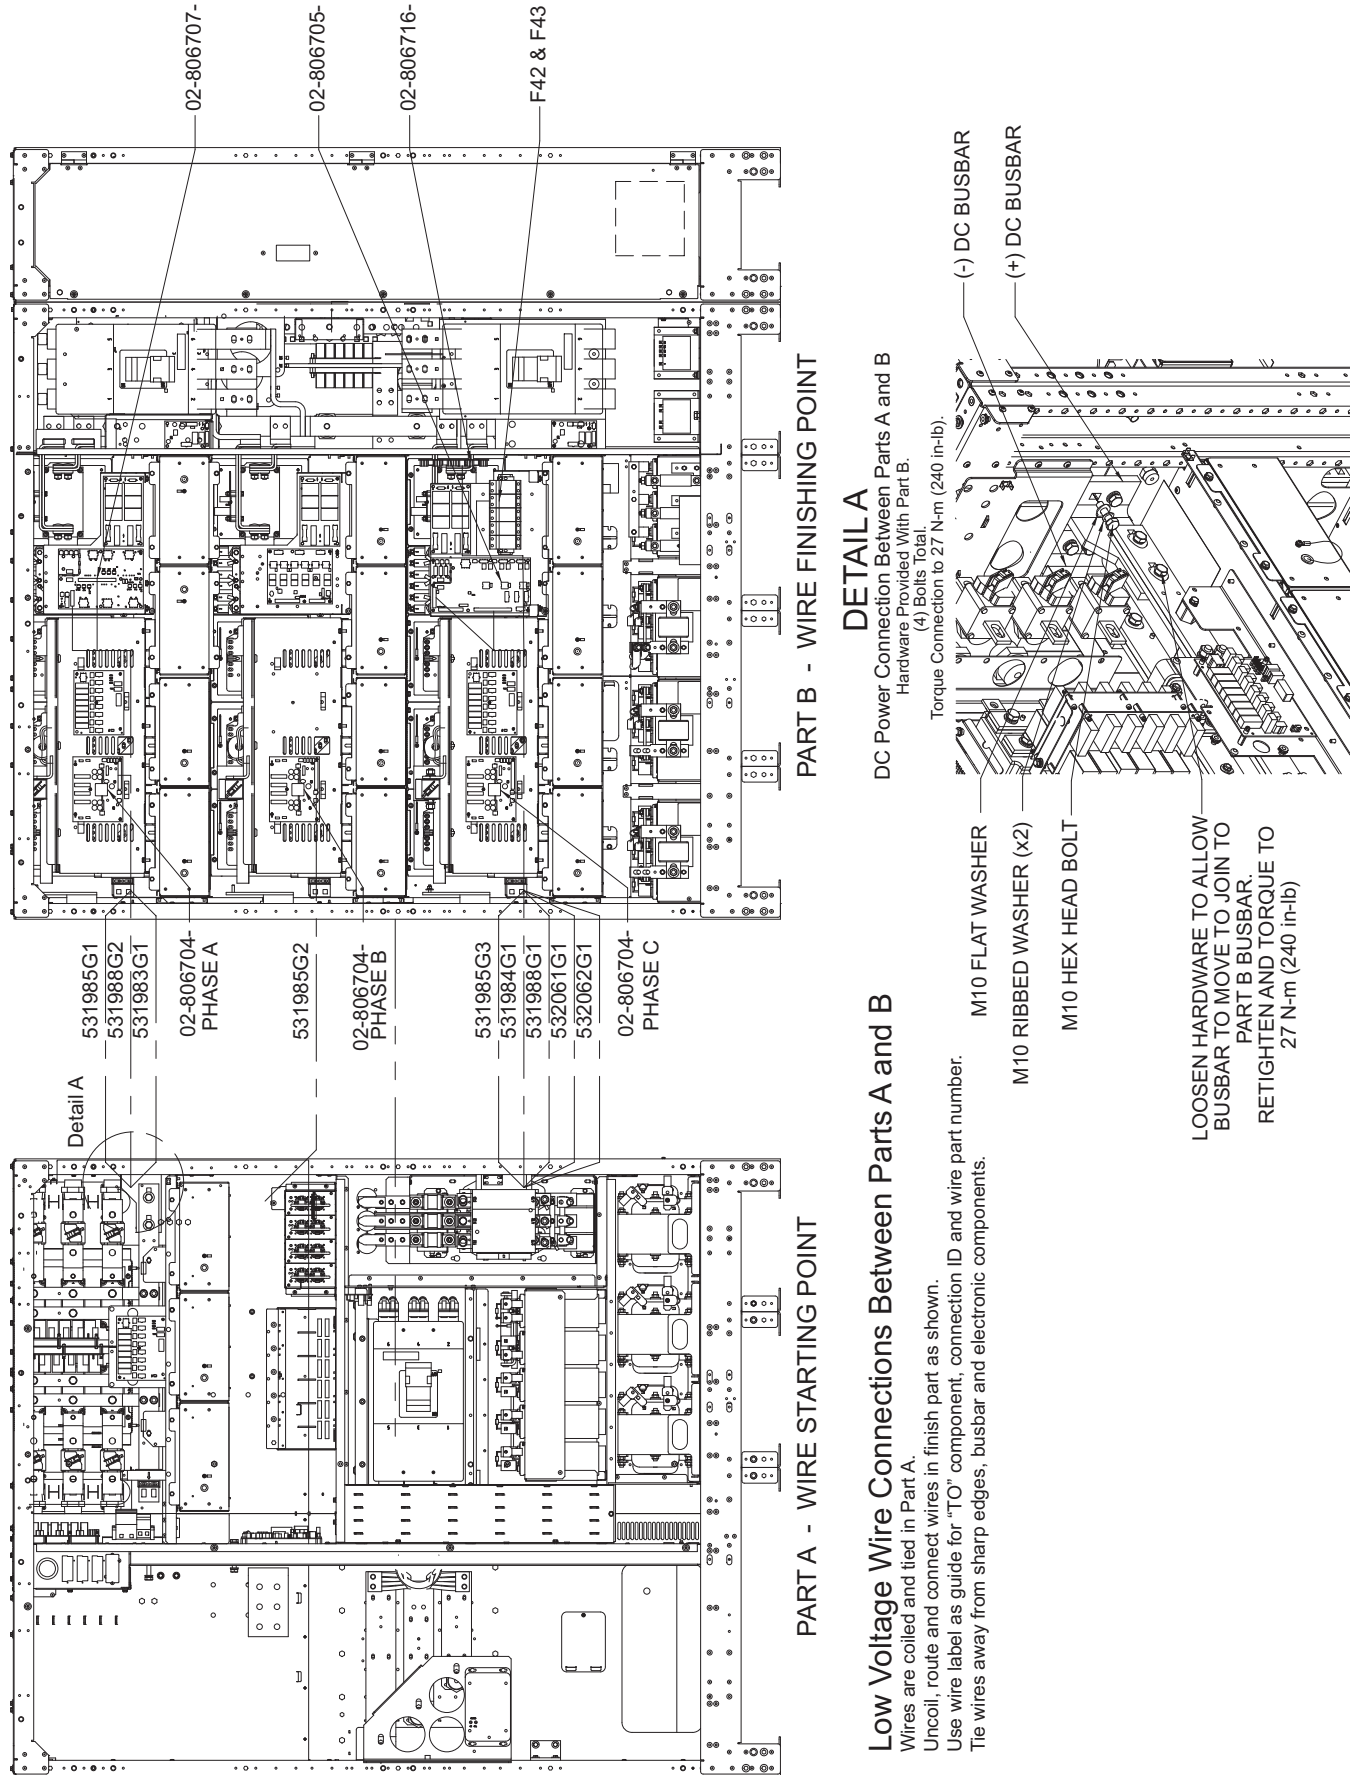 02-806707-
02-806705-
02-806716-
F42 & F43
531985G1
531988G2
531983G1
02-806704-
PHASE A
531985G2
02-806704-
PHASE B
531985G3
531984G1
531988G1
532061G1
532062G1
02-806704-
PHASE C
Detail A
PART A - WIRE STARTING POINT
PART B - WIRE FINISHING POINT
Low Voltage Wire Connections Between Parts A and B
Wires are coiled and tied in Part A.
Uncoil, route and connect wires in finish part as shown.
Use wire label as guide for “TO” component, connection ID and wire part number.
Tie wires away from sharp edges, busbar and electronic components.
DETAIL A
DC Power Connection Between Parts A and B
Hardware Provided With Part B.
(4) Bolts Total.
Torque Connection to 27 N-m (240 in-lb).
(-) DC BUSBAR
(+) DC BUSBAR
M10 FLAT WASHER
M10 RIBBED WASHER (x2)
M10 HEX HEAD BOLT
LOOSEN HARDWARE TO ALLOW
BUSBAR TO MOVE TO JOIN TO
PART B BUSBAR.
RETIGHTEN AND TORQUE TO
27 N-m (240 in-lb)